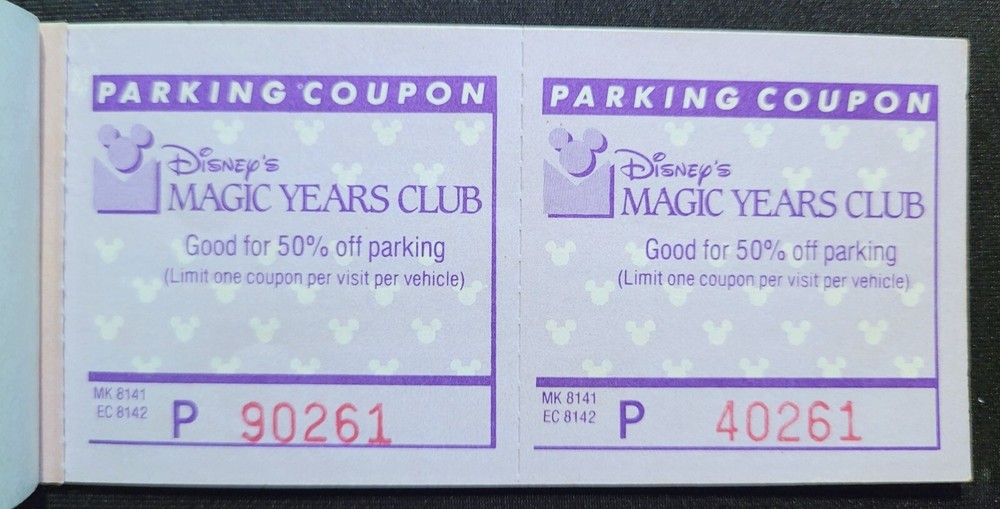 PARKING COUPON
Disney's
MAGIC YEARS CLUB
Good for 50% off parking
(Limit one coupon per visit per vehicle)
MK 8141
EC 8142
P 90261
PARKING COUPON
Disney's
MAGIC YEARS CLUB
Good for 50% off parking
(Limit one coupon per visit per vehicle)
MK 8141
EC 8142
P 40261